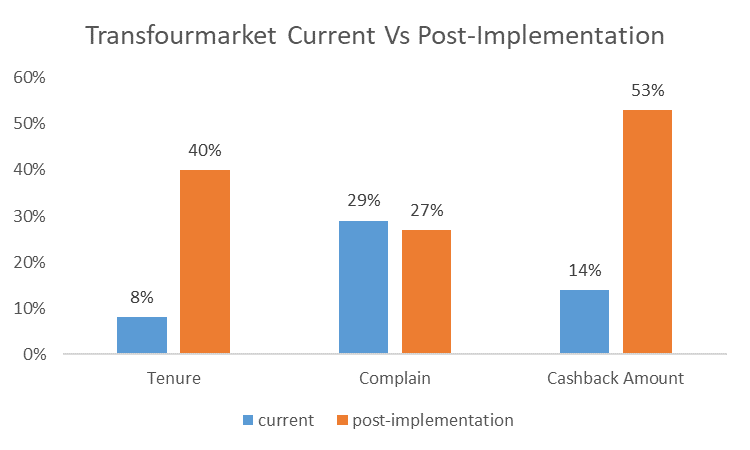 Transfourmarket Current Vs Post-Implementation
60%
50%
40%
30%
20%
10%
0%
8%
40%
29%
27%
14%
53%
Tenure
Complain
Cashback Amount
current
post-implementation